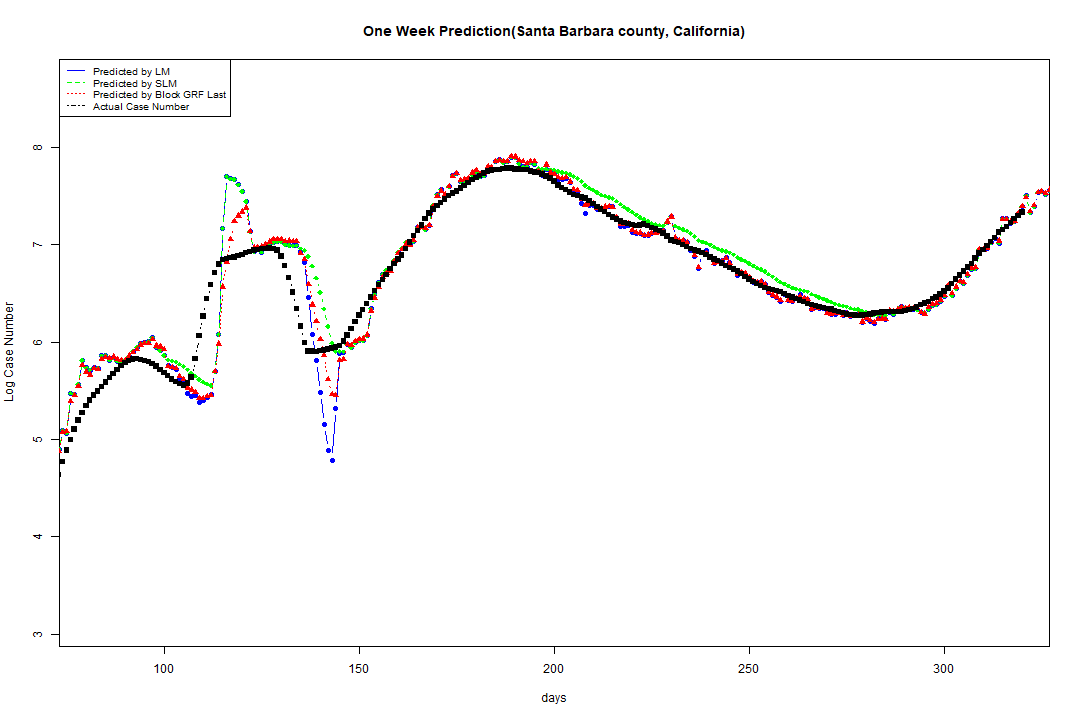 One Week Prediction(Santa Barbara county, California)
Predicted by LM
Predicted by SLM
Predicted by Block GRF Last
Actual Case Number
8
7
6
5
4
3
Log Case Number
100 150 200 250 300
days